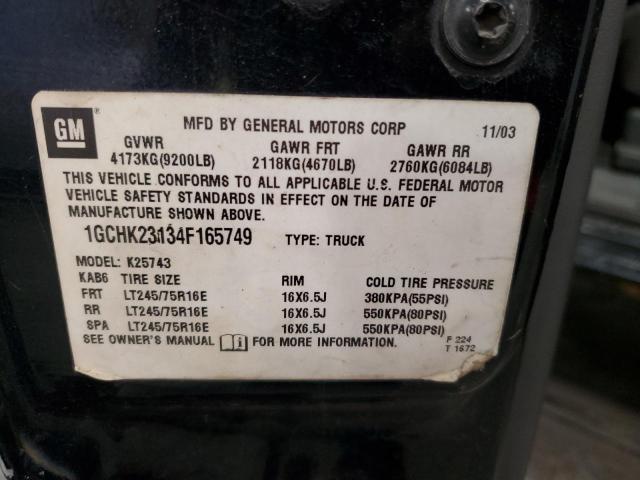 GM
®
MFD BY GENERAL MOTORS CORP 11/03
GVWR GAWR FRT GAWR RR
4173KG(9200LB) 2118KG(4670LB) 2760KG(6084LB)
THIS VEHICLE CONFORMS TO ALL APPLICABLE U.S. FEDERAL MOTOR
VEHICLE SAFETY STANDARDS IN EFFECT ON THE DATE OF
MANUFACTURE SHOWN ABOVE.
TYPE: TRUCK
MODEL: K25743
KAB6 TIRE SIZE RIM COLD TIRE PRESSURE
FRT LT245/75R16E 16X6.5J 380KPA(55PSI)
RR LT245/75R16E 16X6.5J 550KPA(80PSI)
SPA LT245/75R16E 16X6.5J 550KPA(80PSI)
SEE OWNER'S MANUAL FOR MORE INFORMATION.
F 224
T 1672